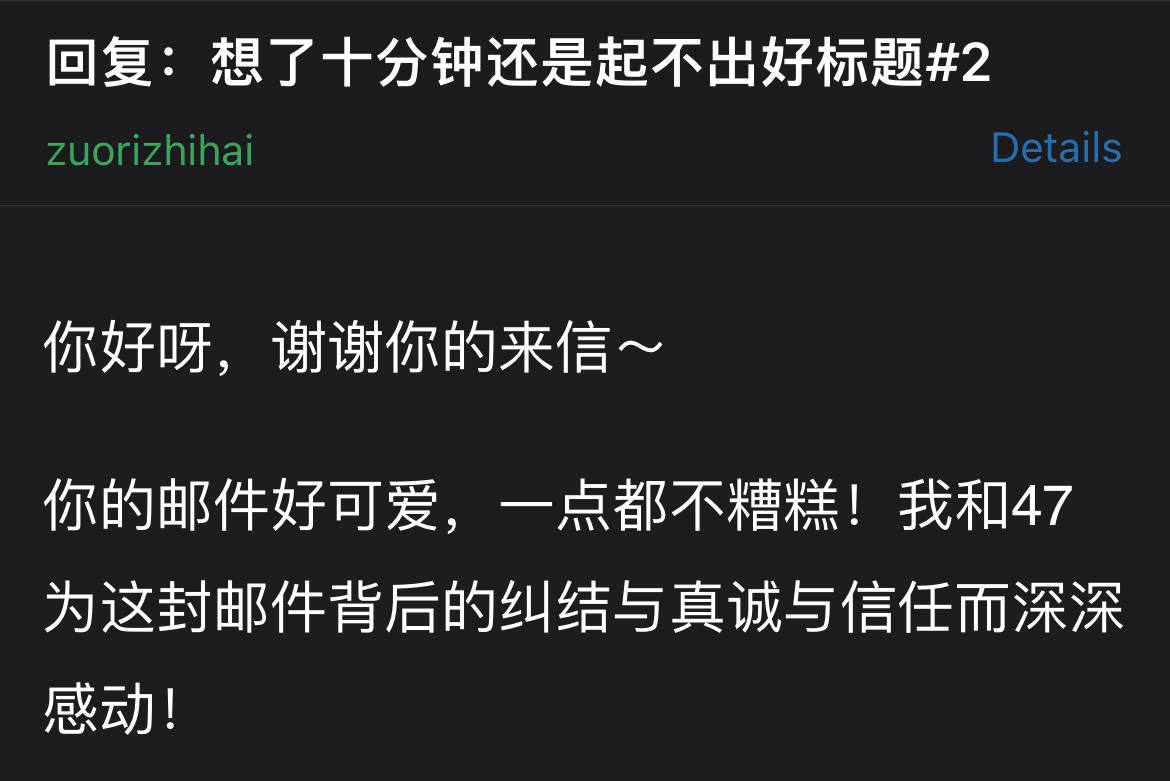 回复：想了十分钟还是起不出好标题#2
zuorizhihai
Details
你好呀，谢谢你的来信～
你的邮件好可爱，一点都不糟糕！我和47
为这封邮件背后的纠结与真诚与信任而深深
感动！